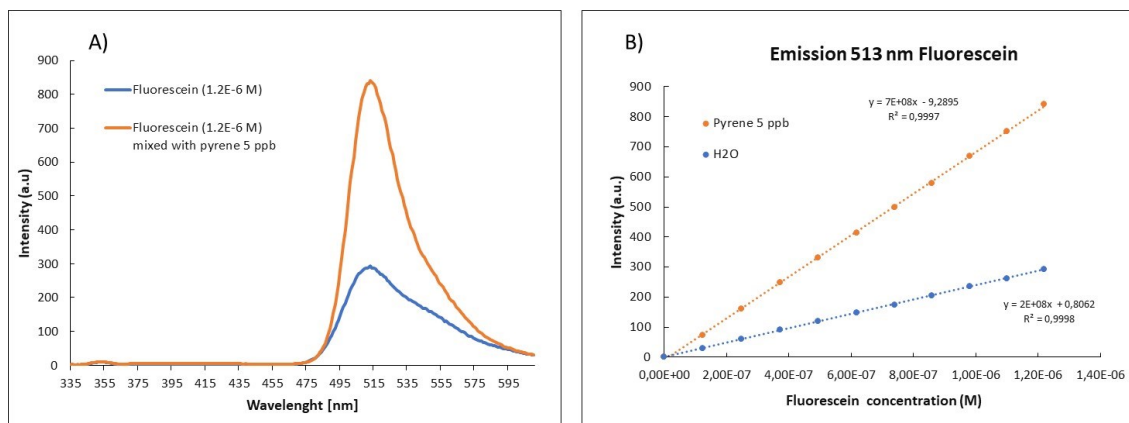 A)
900
800
700
600
500
400
300
200
100
0
Intensity (a.u)
Fluorescein (1.2E-6 M)
Fluorescein (1.2E-6 M)
mixed with pyrene 5 ppb
335 355 375 395 415 435 455 475 495 515 535 555 575 595
Wavelenght [nm]
B)
Emission 513 nm Fluorescein
900
800
700
600
500
400
300
200
100
0
Intensity (a.u.)
Pyrene 5 ppb
H2O
y = 7E+08x - 9,2895
R² = 0,9997
y = 2E+08x + 0,8062
R² = 0,9998
0,00E+00 2,00E-07 4,00E-07 6,00E-07 8,00E-07 1,00E-06 1,20E-06 1,40E-06
Fluorescein concentration (M)